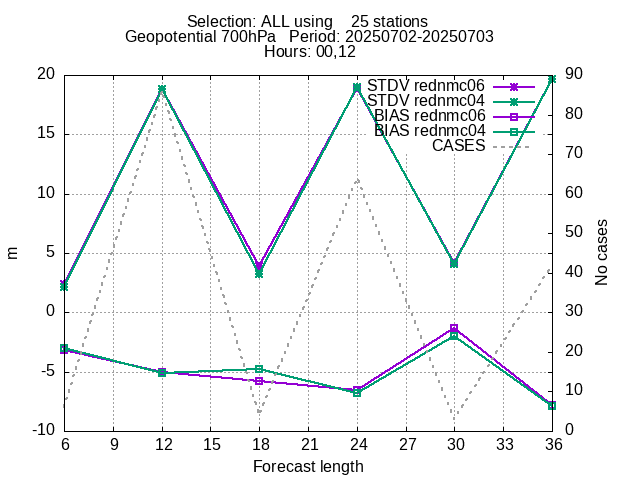 Selection: ALL using    25 stations
Geopotential 700hPa   Period: 20250702-20250703
Hours: 00,12
STDV rednmc06
STDV rednmc04
BIAS rednmc06
BIAS rednmc04
CASES
20
15
10
5
0
-5
-10
m
90
80
70
60
50
40
30
20
10
0
No cases
6 9 12 15 18 21 24 27 30 33 36
Forecast length